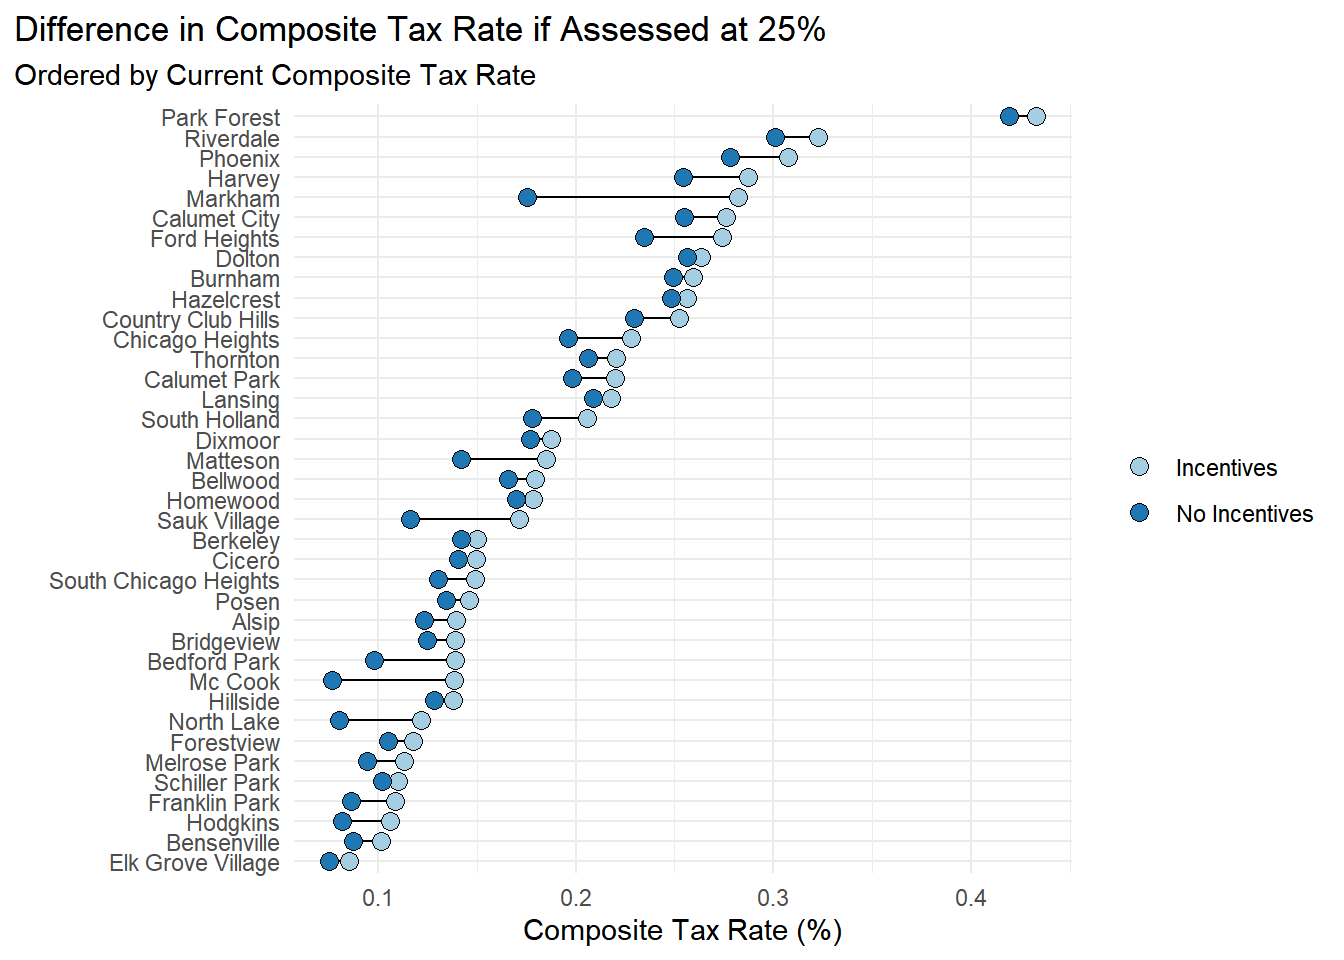 Difference in Composite Tax Rate if Assessed at 25%
Ordered by Current Composite Tax Rate
Park Forest
Riverdale
Phoenix
Harvey
Markham
Calumet City
Ford Heights
Dolton
Burnham
Hazelcrest
Country Club Hills
Chicago Heights
Thornton
Calumet Park
Lansing
South Holland
Dixmoor
Matteson
Bellwood
Homewood
Sauk Village
Berkeley
Cicero
South Chicago Heights
Posen
Alsip
Bridgeview
Bedford Park
Mc Cook
Hillside
North Lake
Forestview
Melrose Park
Schiller Park
Franklin Park
Hodgkins
Bensenville
Elk Grove Village
0.1 0.2 0.3 0.4
Composite Tax Rate (%)
Incentives
No Incentives